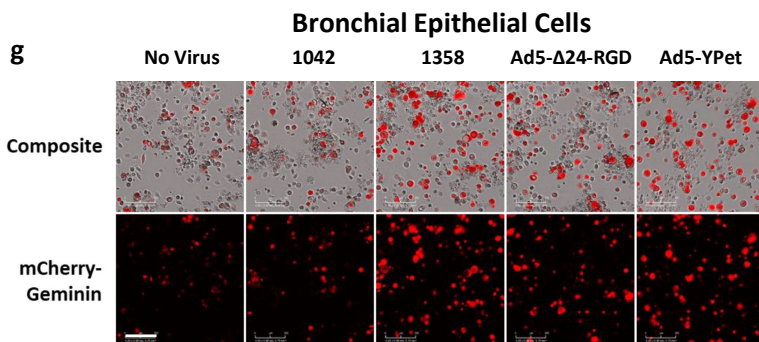 Bronchial Epithelial Cells
g
No Virus 1042 1358 Ad5-Δ24-RGD Ad5-YPet
Composite
mCherry-
Geminin